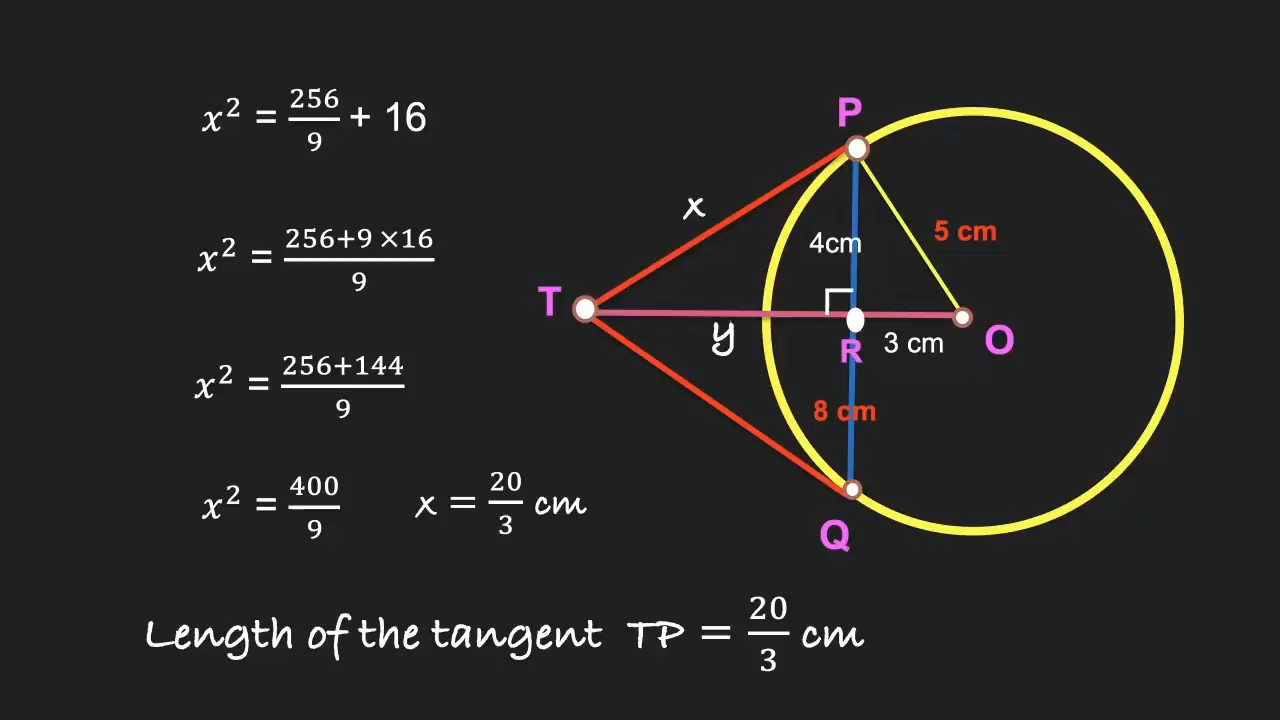 x² = 256/9 + 16
x² = (256+9 ×16)/9
x² = (256+144)/9
x² = 400/9    x = 20/3 cm
Length of the tangent TP = 20/3 cm
P
x
5 cm
4cm
T
y
R
3 cm
O
8 cm
Q